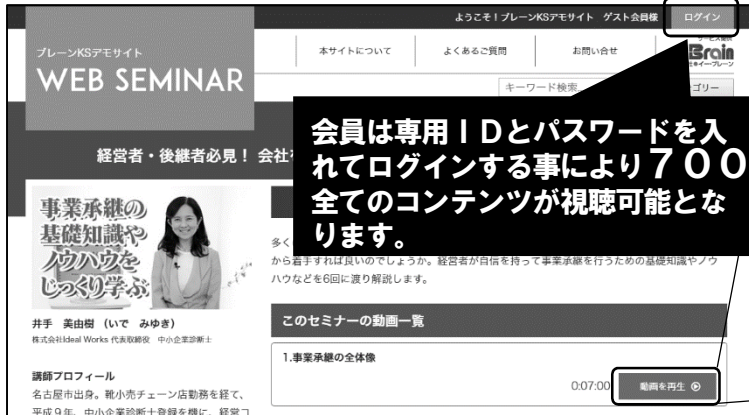 ようこそ！ブレーンKSデモサイト ゲスト会員様
ログイン
ブレーンKSデモサイト
WEB SEMINAR
本サイトについて
よくあるご質問
お問い合せ
Brain
キーワード検索
ゴリー
会員は専用IDとパスワードを入
れてログインする事により７００
全てのコンテンツが視聴可能とな
ります。
経営者・後継者必見！ 会社
事業承継の
基礎知識や
ノウハウを
じっくり学ぶ
多く
から着手すれば良いのでしょうか。経営者が自信を持って事業承継を行うための基礎知識やノウ
ハウなどを6回に渡り解説します。
井手 美由樹 （いで みゆき）
株式会社Ideal Works 代表取締役 中小企業診断士
このセミナーの動画一覧
1.事業承継の全体像
0:07:00
動画を再生
講師プロフィール
名古屋市出身。靴小売チェーン店勤務を経て、
平成９年、中小企業診断士登録を機に、経営コ